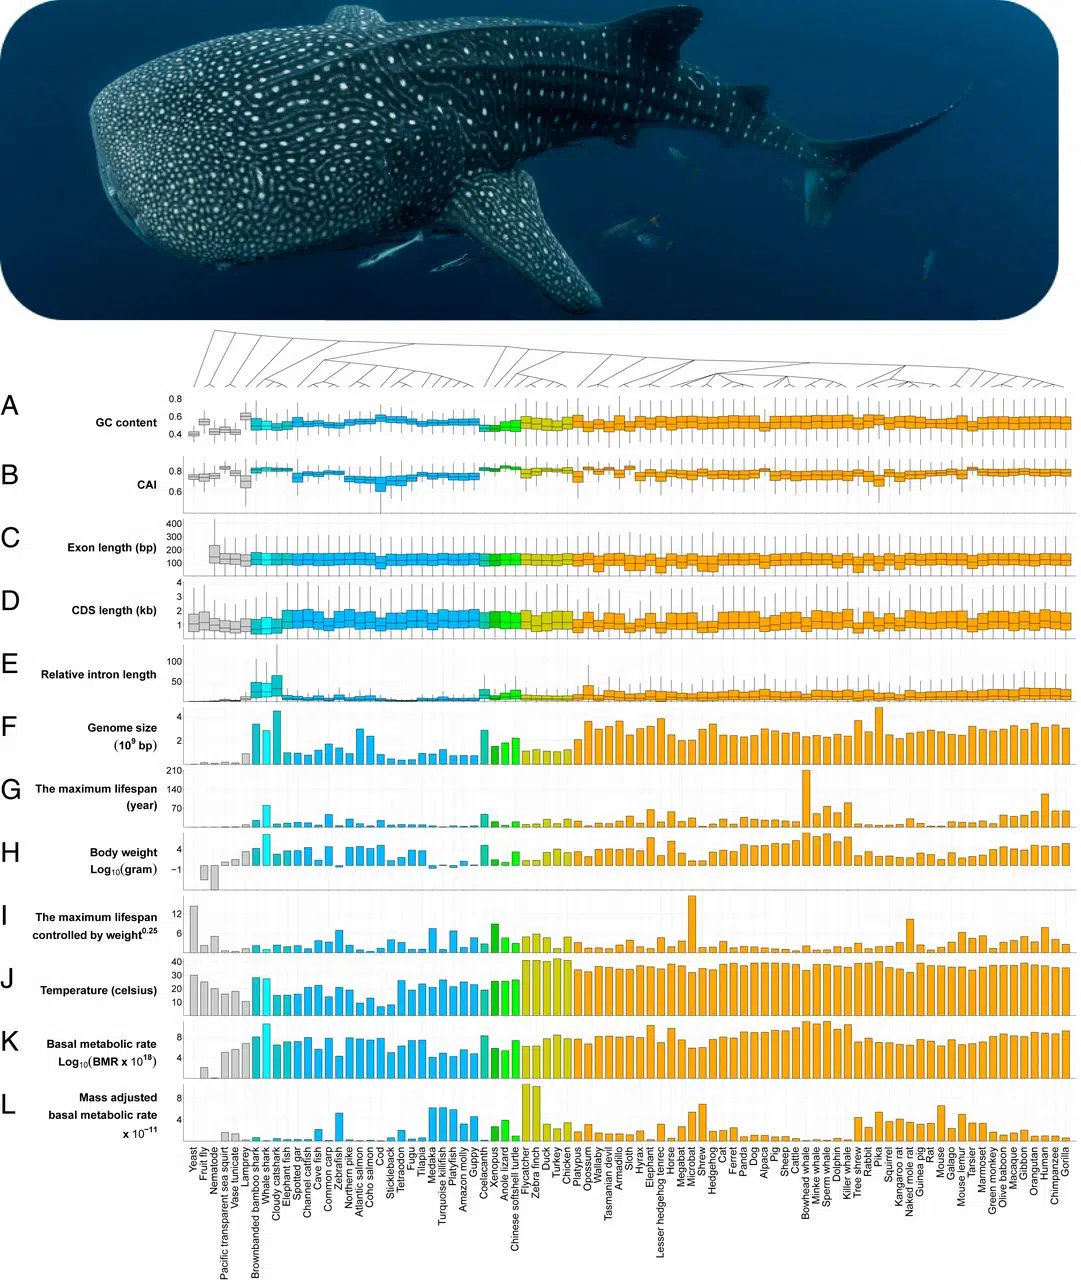 A
GC content
0.8
0.6
0.4
B
CAI
0.8
0.6
C
Exon length (bp)
400
300
200
100
D
CDS length (kb)
4
3
2
1
E
Relative intron length
100
50
F
Genome size
(10⁹ bp)
4
2
G
The maximum lifespan
(year)
210
140
70
H
Body weight
Log₁₀(gram)
4
−1
I
The maximum lifespan
controlled by weight⁰·²⁵
12
6
J
Temperature (celsius)
40
30
20
10
K
Basal metabolic rate
Log₁₀(BMR x 10¹⁸)
8
4
L
Mass adjusted
basal metabolic rate
x 10⁻¹¹
8
4
Yeast
Fruit fly
Nematode
Pacific transparent sea squirt
Vase tunicate
Lamprey
Brownbanded bamboo shark
Whale shark
Cloudy catshark
Elephant fish
Spotted gar
Channel catfish
Cave fish
Common carp
Zebrafish
Northern pike
Atlantic salmon
Coho salmon
Cod
Stickleback
Tetraodon
Fugu
Tilapia
Medaka
Turquoise killifish
Platyfish
Amazon molly
Guppy
Coelacanth
Xenopus
Anole lizard
Chinese softshell turtle
Flycatcher
Zebra finch
Duck
Turkey
Chicken
Platypus
Opossum
Wallaby
Tasmanian devil
Armadillo
Sloth
Hyrax
Elephant
Lesser hedgehog tenrec
Horse
Megabat
Microbat
Shrew
Hedgehog
Cat
Ferret
Panda
Dog
Alpaca
Pig
Sheep
Cattle
Bowhead whale
Minke whale
Sperm whale
Dolphin
Killer whale
Tree shrew
Rabbit
Pika
Squirrel
Kangaroo rat
Naked mole rat
Guinea pig
Rat
Mouse
Galago
Mouse lemur
Tarsier
Marmoset
Green monkey
Olive baboon
Macaque
Gibbon
Orangutan
Human
Chimpanzee
Gorilla